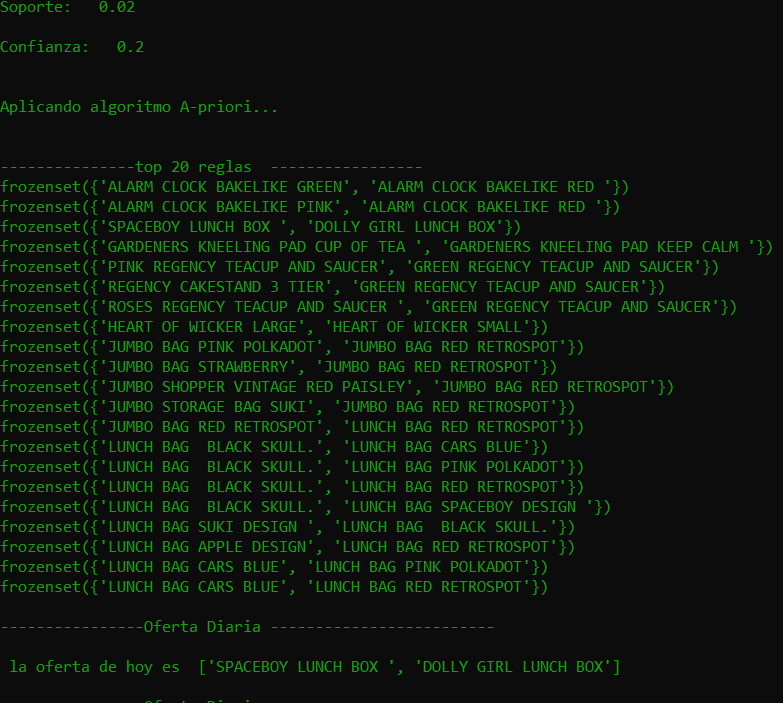 Soporte:   0.02
Confianza:   0.2
Aplicando algoritmo A-priori...
---------------top 20 reglas  -----------------
frozenset({'ALARM CLOCK BAKELIKE GREEN', 'ALARM CLOCK BAKELIKE RED '})
frozenset({'ALARM CLOCK BAKELIKE PINK', 'ALARM CLOCK BAKELIKE RED '})
frozenset({'SPACEBOY LUNCH BOX ', 'DOLLY GIRL LUNCH BOX'})
frozenset({'GARDENERS KNEELING PAD CUP OF TEA ', 'GARDENERS KNEELING PAD KEEP CALM '})
frozenset({'PINK REGENCY TEACUP AND SAUCER', 'GREEN REGENCY TEACUP AND SAUCER'})
frozenset({'REGENCY CAKESTAND 3 TIER', 'GREEN REGENCY TEACUP AND SAUCER'})
frozenset({'ROSES REGENCY TEACUP AND SAUCER ', 'GREEN REGENCY TEACUP AND SAUCER'})
frozenset({'HEART OF WICKER LARGE', 'HEART OF WICKER SMALL'})
frozenset({'JUMBO BAG PINK POLKADOT', 'JUMBO BAG RED RETROSPOT'})
frozenset({'JUMBO BAG STRAWBERRY', 'JUMBO BAG RED RETROSPOT'})
frozenset({'JUMBO SHOPPER VINTAGE RED PAISLEY', 'JUMBO BAG RED RETROSPOT'})
frozenset({'JUMBO STORAGE BAG SUKI', 'JUMBO BAG RED RETROSPOT'})
frozenset({'JUMBO BAG RED RETROSPOT', 'LUNCH BAG RED RETROSPOT'})
frozenset({'LUNCH BAG  BLACK SKULL.', 'LUNCH BAG CARS BLUE'})
frozenset({'LUNCH BAG  BLACK SKULL.', 'LUNCH BAG PINK POLKADOT'})
frozenset({'LUNCH BAG  BLACK SKULL.', 'LUNCH BAG RED RETROSPOT'})
frozenset({'LUNCH BAG  BLACK SKULL.', 'LUNCH BAG SPACEBOY DESIGN '})
frozenset({'LUNCH BAG SUKI DESIGN ', 'LUNCH BAG  BLACK SKULL.'})
frozenset({'LUNCH BAG APPLE DESIGN', 'LUNCH BAG RED RETROSPOT'})
frozenset({'LUNCH BAG CARS BLUE', 'LUNCH BAG PINK POLKADOT'})
frozenset({'LUNCH BAG CARS BLUE', 'LUNCH BAG RED RETROSPOT'})
----------------Oferta Diaria -------------------------
 la oferta de hoy es  ['SPACEBOY LUNCH BOX ', 'DOLLY GIRL LUNCH BOX']